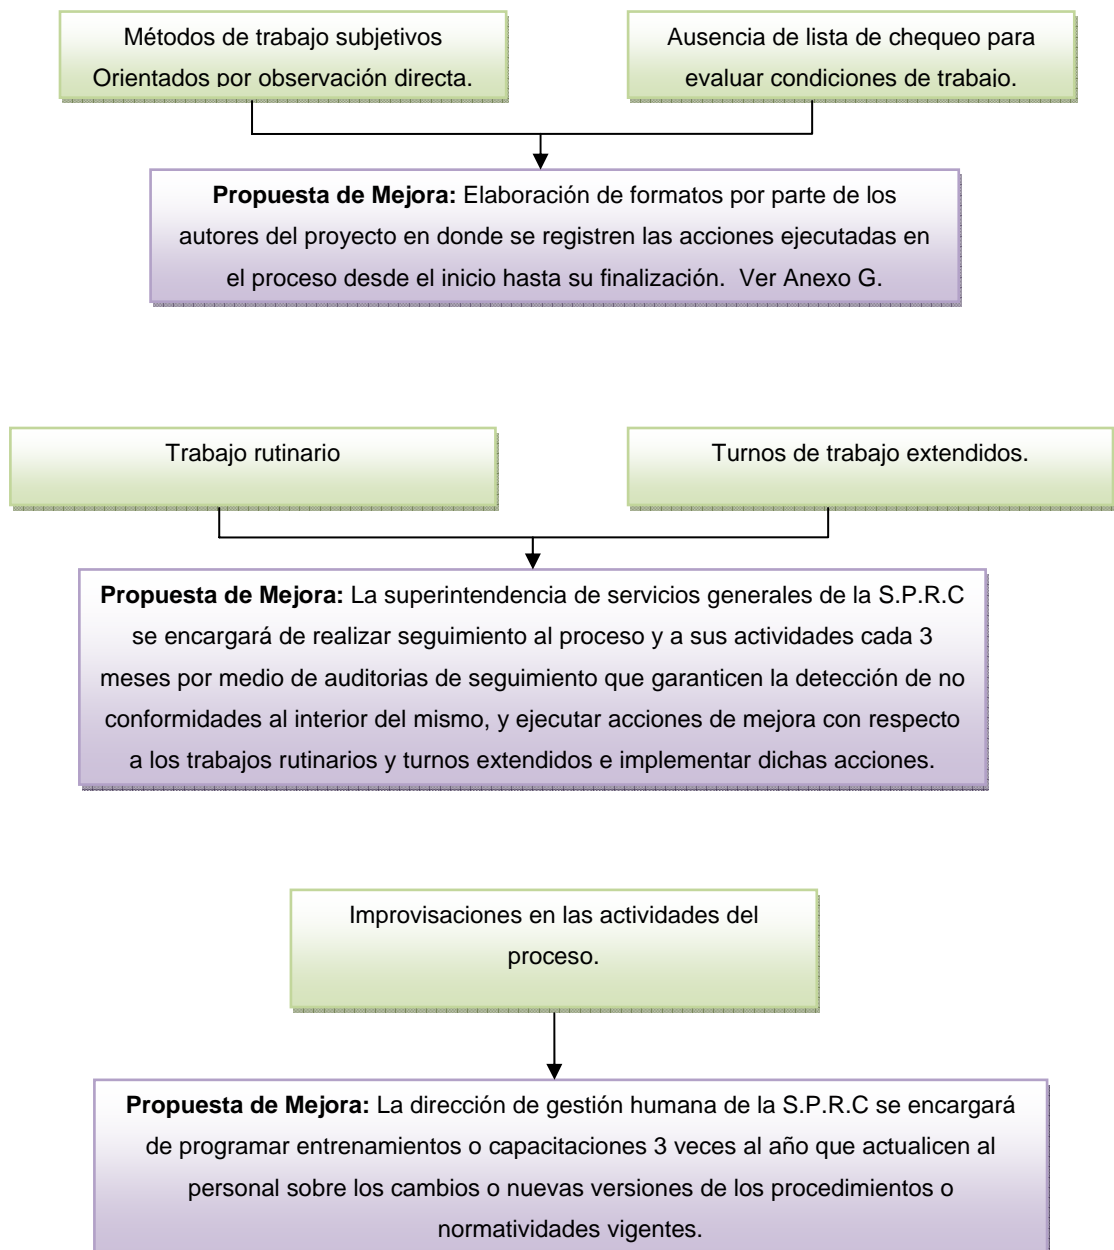 Métodos de trabajo subjetivos
Orientados por observación directa.
Ausencia de lista de chequeo para
evaluar condiciones de trabajo.
Propuesta de Mejora: Elaboración de formatos por parte de los
autores del proyecto en donde se registren las acciones ejecutadas en
el proceso desde el inicio hasta su finalización. Ver Anexo G.
Trabajo rutinario
Turnos de trabajo extendidos.
Propuesta de Mejora: La superintendencia de servicios generales de la S.P.R.C
se encargará de realizar seguimiento al proceso y a sus actividades cada 3
meses por medio de auditorias de seguimiento que garanticen la detección de no
conformidades al interior del mismo, y ejecutar acciones de mejora con respecto
a los trabajos rutinarios y turnos extendidos e implementar dichas acciones.
Improvisaciones en las actividades del
proceso.
Propuesta de Mejora: La dirección de gestión humana de la S.P.R.C se encargará
de programar entrenamientos o capacitaciones 3 veces al año que actualicen al
personal sobre los cambios o nuevas versiones de los procedimientos o
normatividades vigentes.